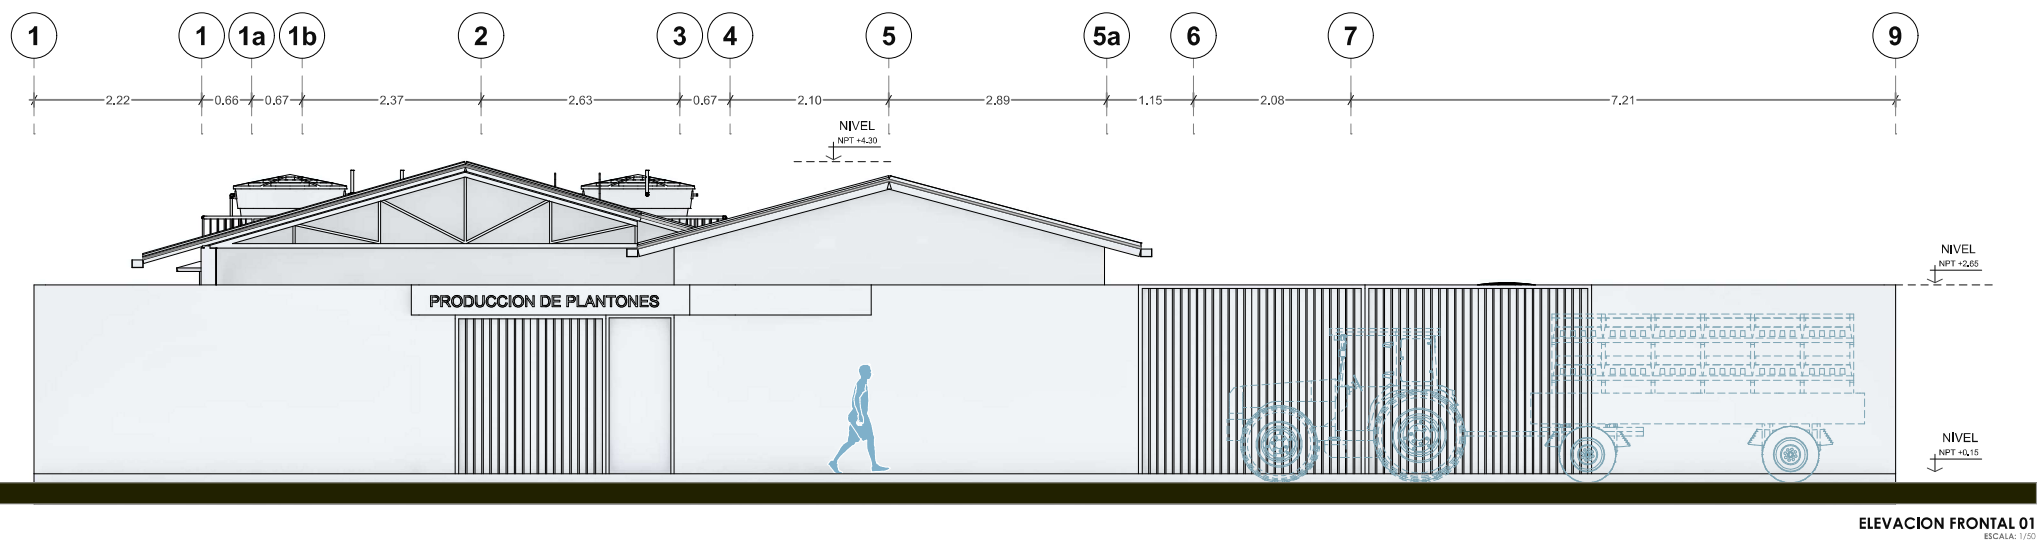 1 1 1a 1b 2 3 4 5 5a 6 7 9
2.22 0.66 0.67 2.37 2.63 0.67 2.10 2.89 1.15 2.08 7.21
NIVEL
NPT +4.30
NIVEL
NPT +2.65
PRODUCCION DE PLANTONES
NIVEL
NPT +0.15
ELEVACION FRONTAL 01
ESCALA: 1/50